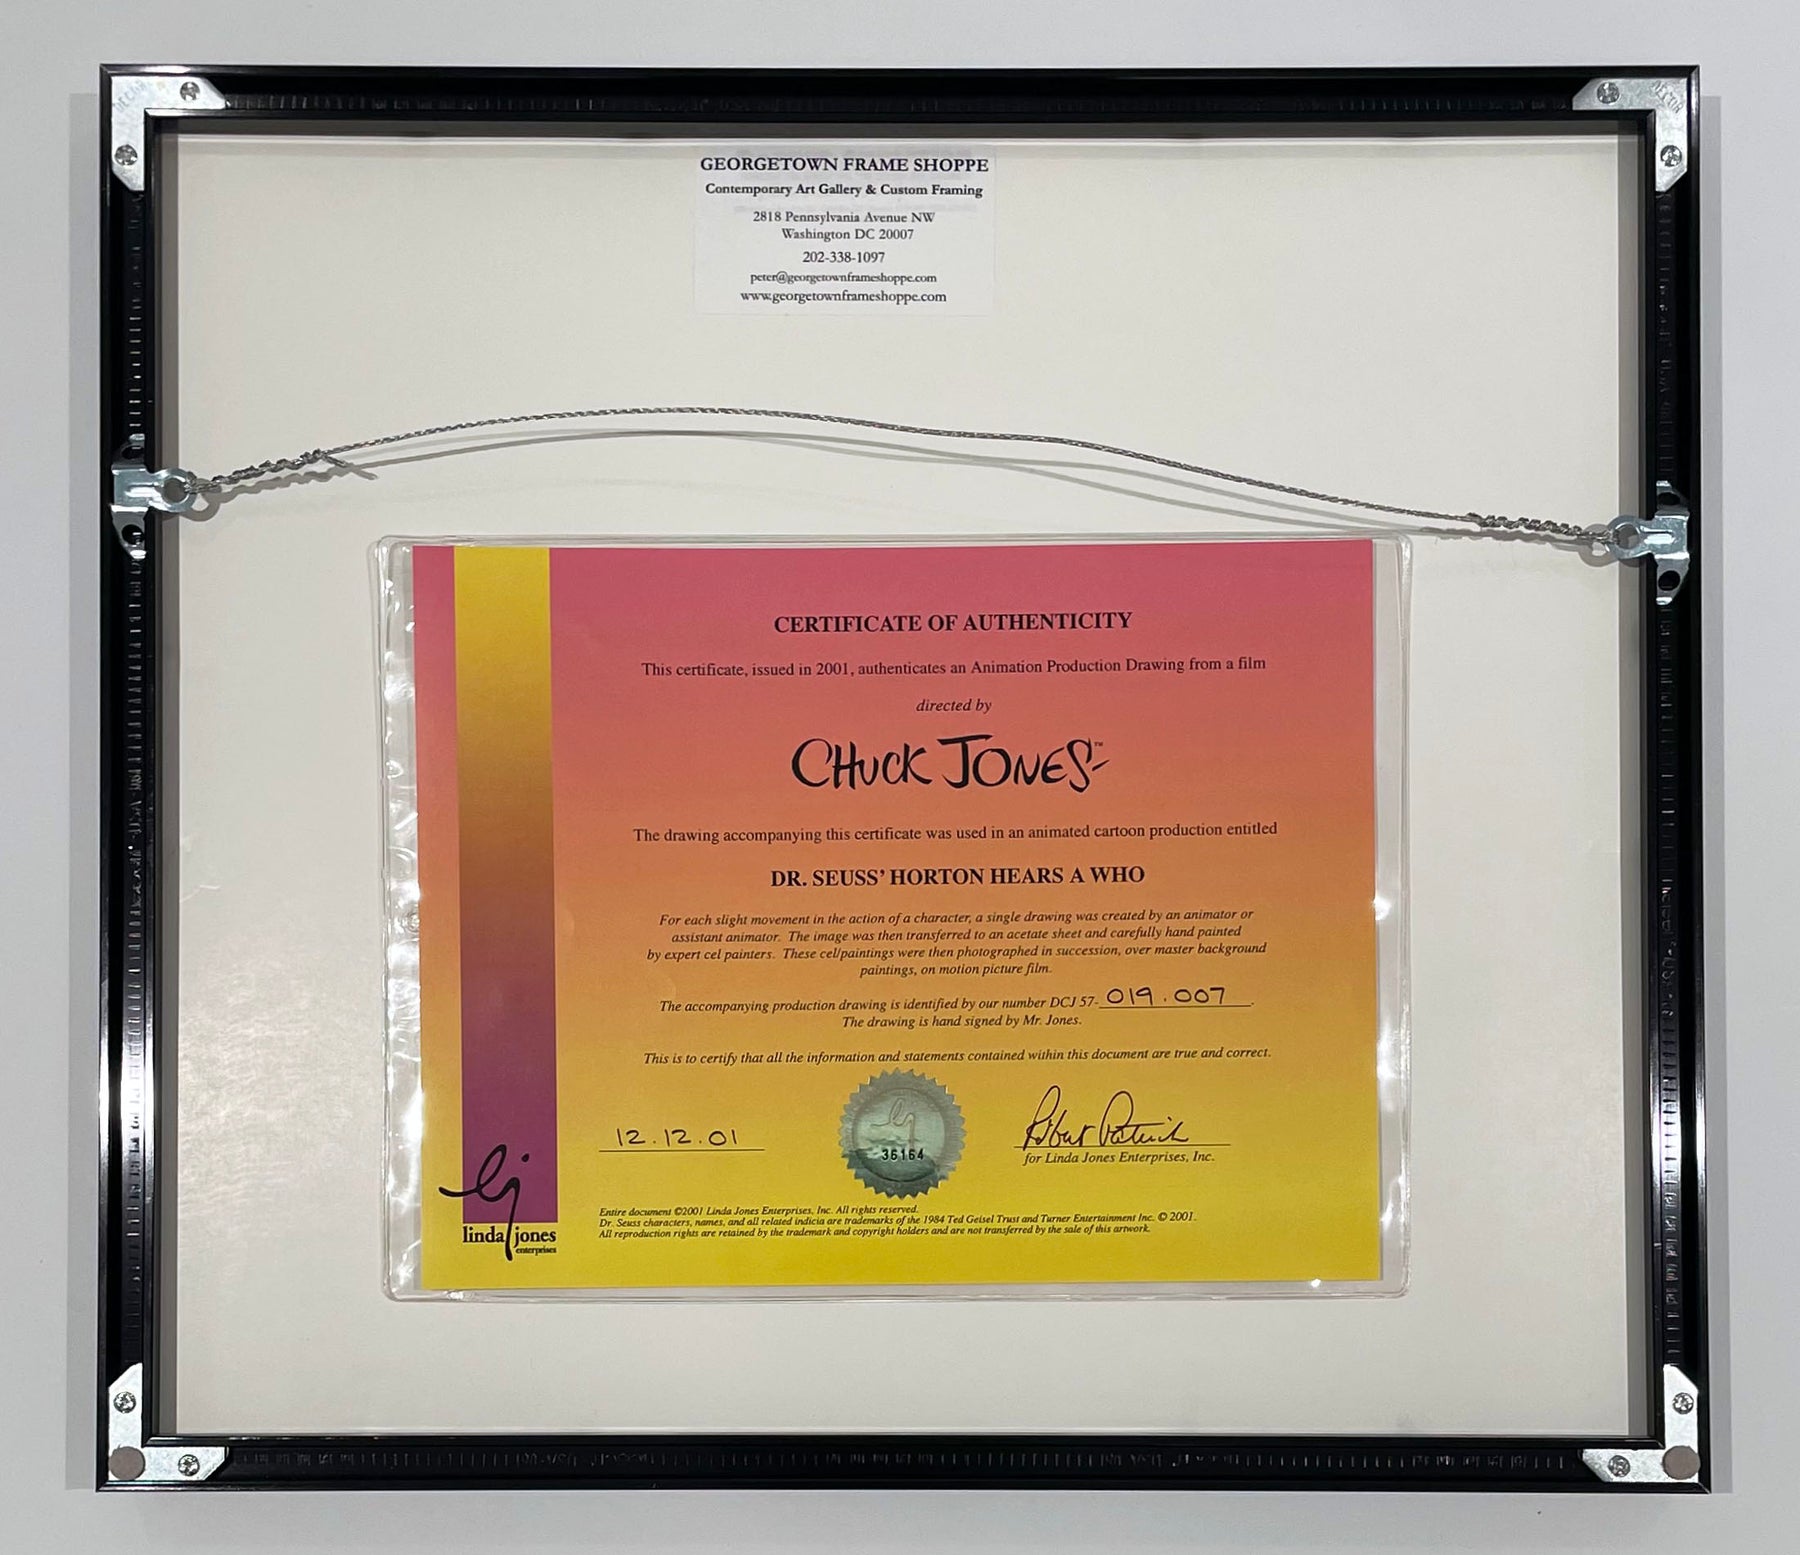 GEORGETOWN FRAME SHOPPE
Contemporary Art Gallery & Custom Framing
2818 Pennsylvania Avenue NW
Washington DC 20007
202-338-1097
peter@georgetownframeshoppe.com
www.georgetownframeshoppe.com
CERTIFICATE OF AUTHENTICITY
This certificate, issued in 2001, authenticates an Animation Production Drawing from a film
directed by
CHUCK JONES™
The drawing accompanying this certificate was used in an animated cartoon production entitled
DR. SEUSS' HORTON HEARS A WHO
For each slight movement in the action of a character, a single drawing was created by an animator or
assistant animator. The image was then transferred to an acetate sheet and carefully hand painted
by expert cel painters. These cel/paintings were then photographed in succession, over master background
paintings, on motion picture film.
The accompanying production drawing is identified by our number DCJ 57- 019.007.
The drawing is hand signed by Mr. Jones.
This is to certify that all the information and statements contained within this document are true and correct.
12.12.01
lj
36164
Robert Patrick
for Linda Jones Enterprises, Inc.
lj
linda jones
enterprises
Entire document ©2001 Linda Jones Enterprises, Inc. All rights reserved.
Dr. Seuss characters, names, and all related indicia are trademarks of the 1984 Ted Geisel Trust and Turner Entertainment Inc. © 2001.
All reproduction rights are retained by the trademark and copyright holders and are not transferred by the sale of this artwork.